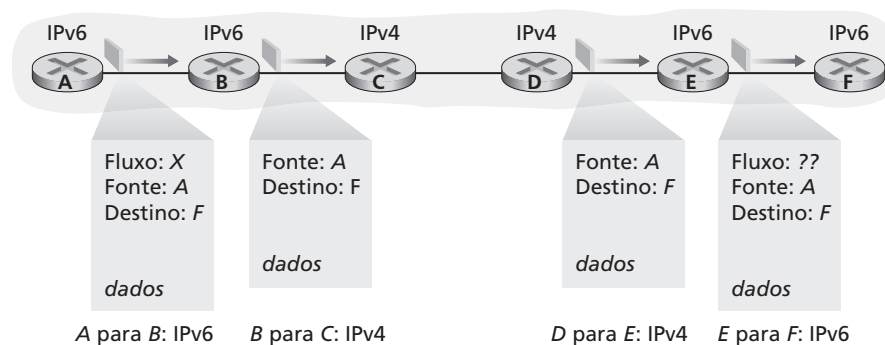 IPv6 IPv6 IPv4 IPv4 IPv6 IPv6
A B C D E F
Fluxo: X
Fonte: A
Destino: F
dados
Fonte: A
Destino: F
dados
Fonte: A
Destino: F
dados
Fluxo: ??
Fonte: A
Destino: F
dados
A para B: IPv6 B para C: IPv4 D para E: IPv4 E para F: IPv6